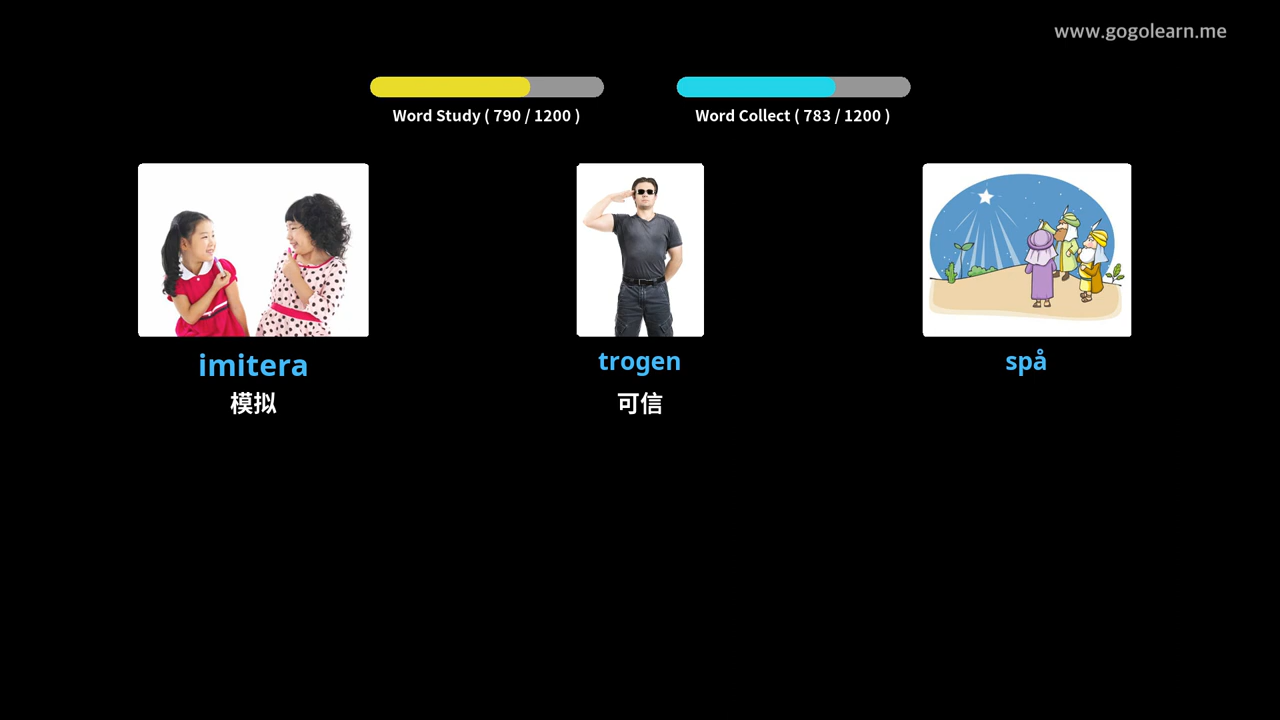 www.gogolearn.me
Word Study ( 790 / 1200 )
Word Collect ( 783 / 1200 )
imitera
模拟
trogen
可信
spå